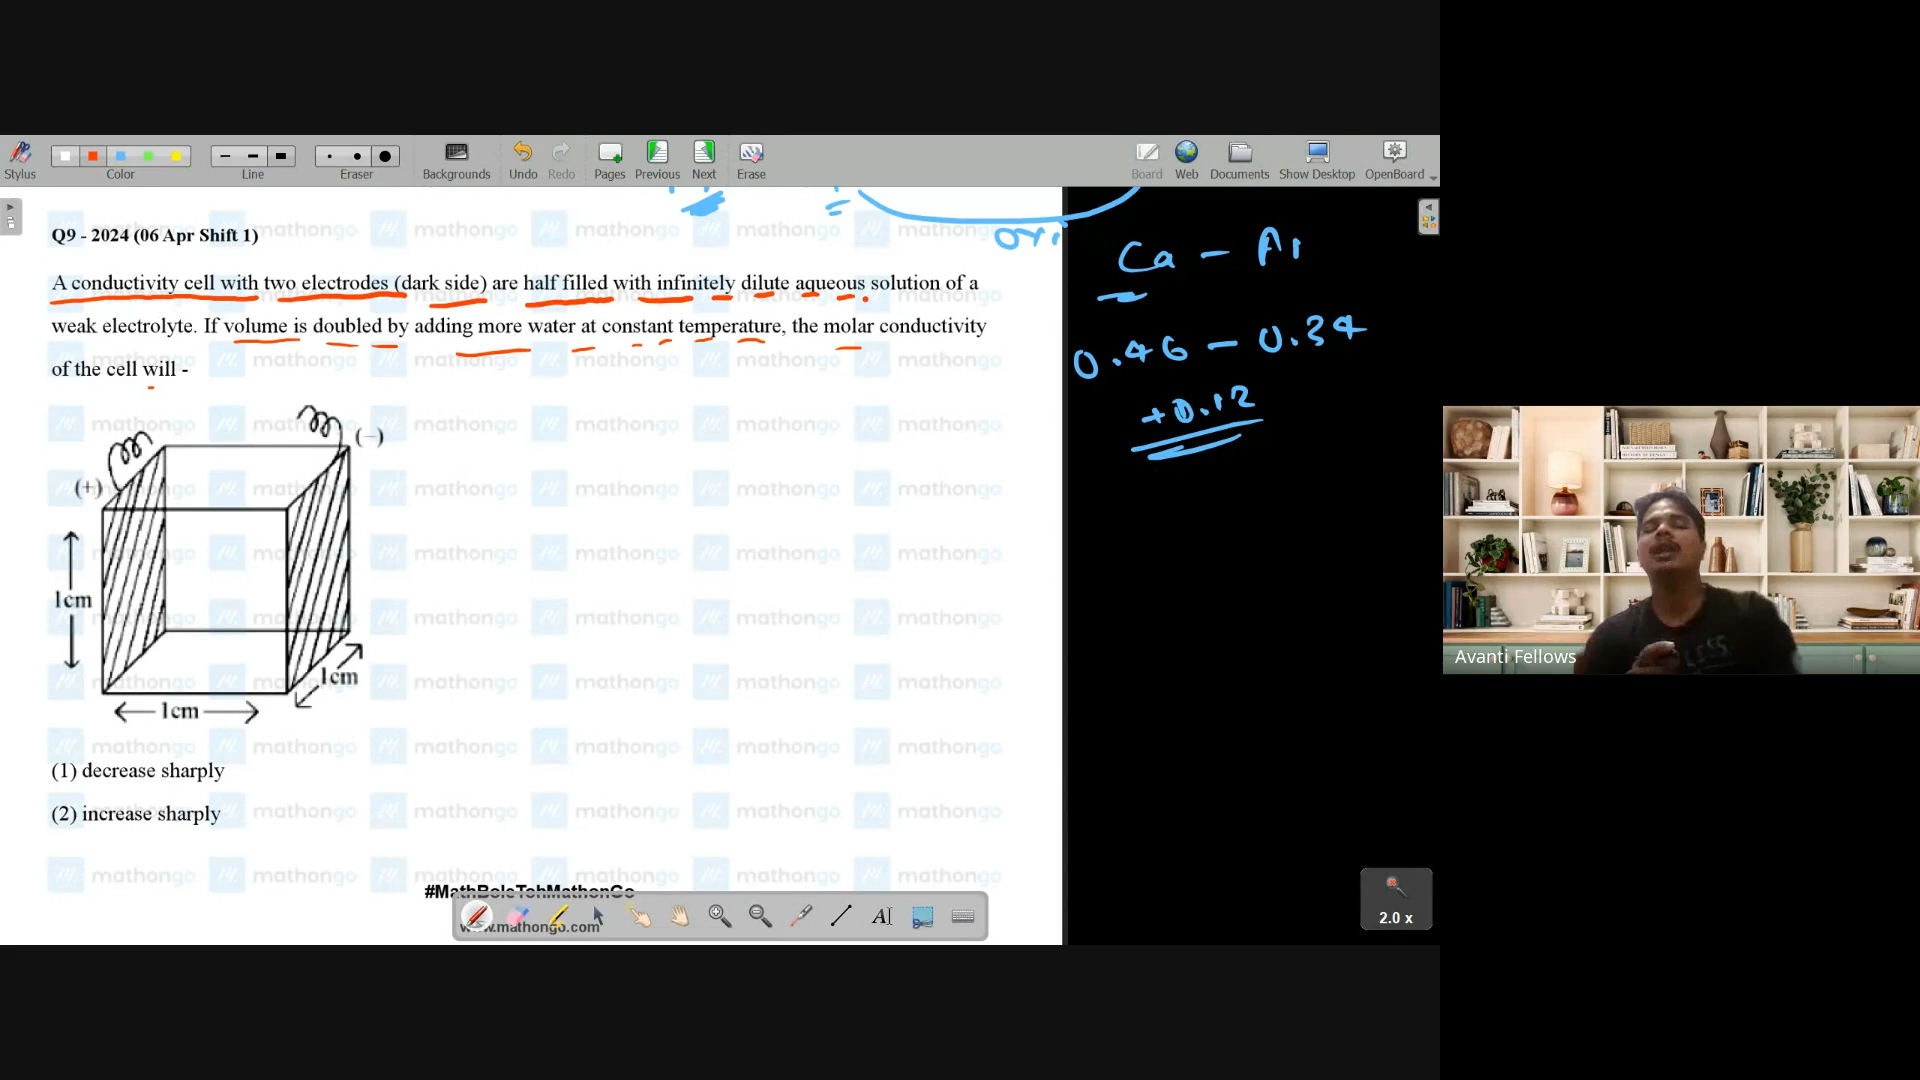 Stylus
Color
Line
Eraser
Backgrounds
Undo
Redo
Pages
Previous
Next
Erase
Board
Web
Documents
Show Desktop
OpenBoard
Q9 - 2024 (06 Apr Shift 1)
A conductivity cell with two electrodes (dark side) are half filled with infinitely dilute aqueous solution of a
weak electrolyte. If volume is doubled by adding more water at constant temperature, the molar conductivity
of the cell will -
(+)
(−)
1cm
1cm
1cm
(1) decrease sharply
(2) increase sharply
#MathBoleTohMathonGo
www.mathongo.com
mathongo
Ca -
0.46 - 0.34
+0.12
2.0 x
Avanti Fellows